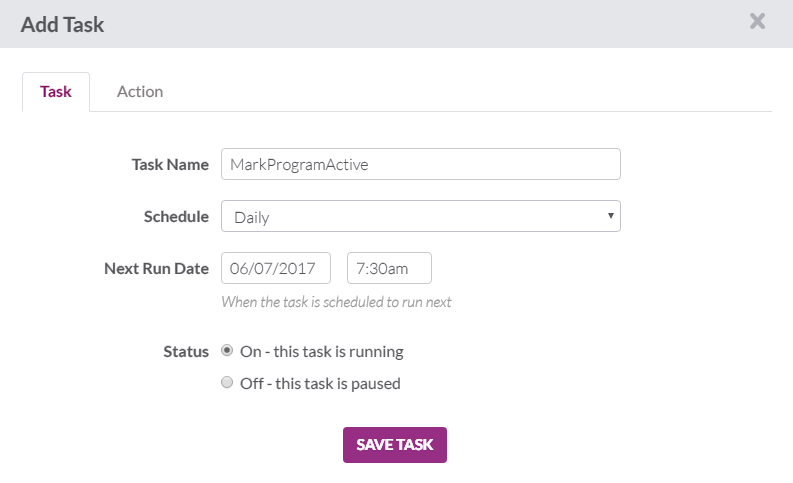 Add Task
Task Action
Task Name MarkProgramActive
Schedule Daily
Next Run Date 06/07/2017 7:30am
When the task is scheduled to run next
Status On - this task is running
Off - this task is paused
SAVE TASK